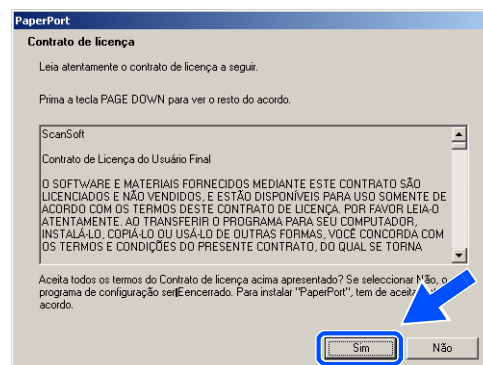 PaperPort
Contrato de licença
Leia atentamente o contrato de licença a seguir.
Prima a tecla PAGE DOWN para ver o resto do acordo.
ScanSoft
Contrato de Licença do Usuário Final
O SOFTWARE E MATERIAIS FORNECIDOS MEDIANTE ESTE CONTRATO SÃO
LICENCIADOS E NÃO VENDIDOS, E ESTÃO DISPONÍVEIS PARA USO SOMENTE DE
ACORDO COM OS TERMOS DESTE CONTRATO DE LICENÇA. POR FAVOR LEIA-O
ATENTAMENTE. AO TRANSFERIR O PROGRAMA PARA SEU COMPUTADOR,
INSTALÁ-LO, COPIÁ-LO OU USÁ-LO DE OUTRAS FORMAS, VOCÊ CONCORDA COM
OS TERMOS E CONDIÇÕES DO PRESENTE CONTRATO, DO QUAL SE TORNA
Aceita todos os termos do Contrato de licença acima apresentado? Se seleccionar Não, o
programa de configuração será encerrado. Para instalar "PaperPort", tem de aceitar
acordo.
Sim
Não